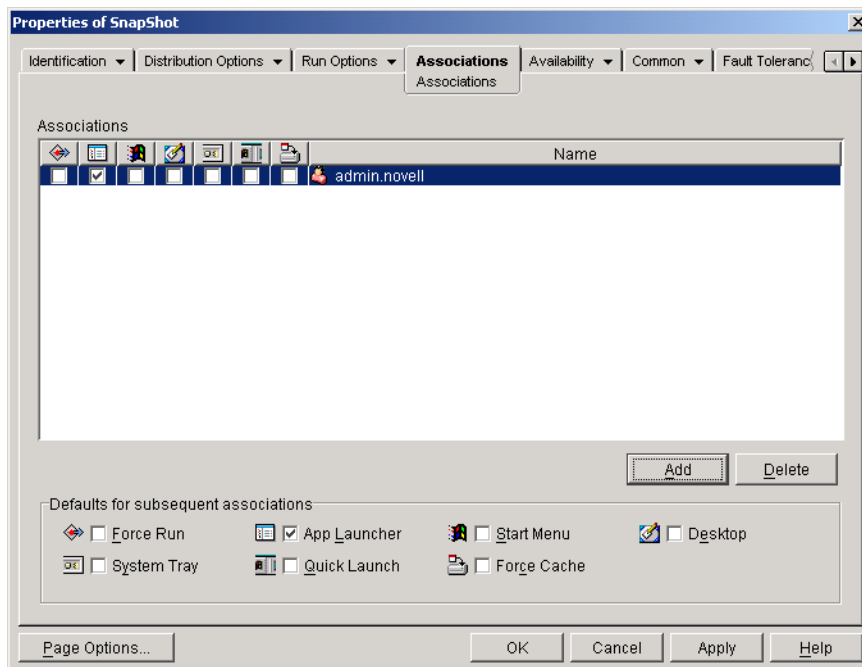 Properties of SnapShot
Identification
Distribution Options
Run Options
Associations
Availability
Common
Fault Toleranc
Associations
Associations
Name
admin.novell
Add
Delete
Defaults for subsequent associations
Force Run
App Launcher
Start Menu
Desktop
System Tray
Quick Launch
Force Cache
Page Options...
OK
Cancel
Apply
Help